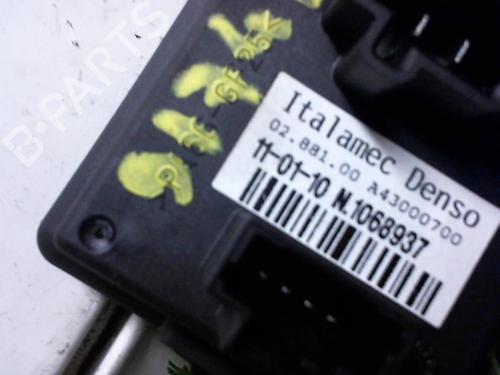 B-PARTS
Italamec Denso
02.881.00 A43000700
11-01-10 N.1068937